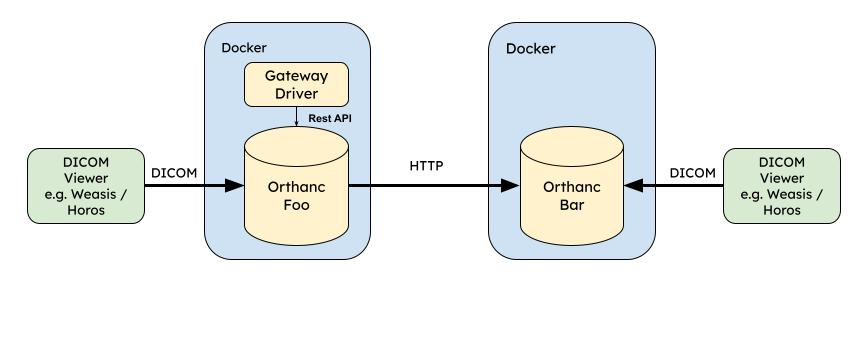 Docker
Gateway
Driver
Rest API
DICOM
Viewer
e.g. Weasis /
Horos
DICOM
Orthanc
Foo
HTTP
Docker
Orthanc
Bar
DICOM
DICOM
Viewer
e.g. Weasis /
Horos